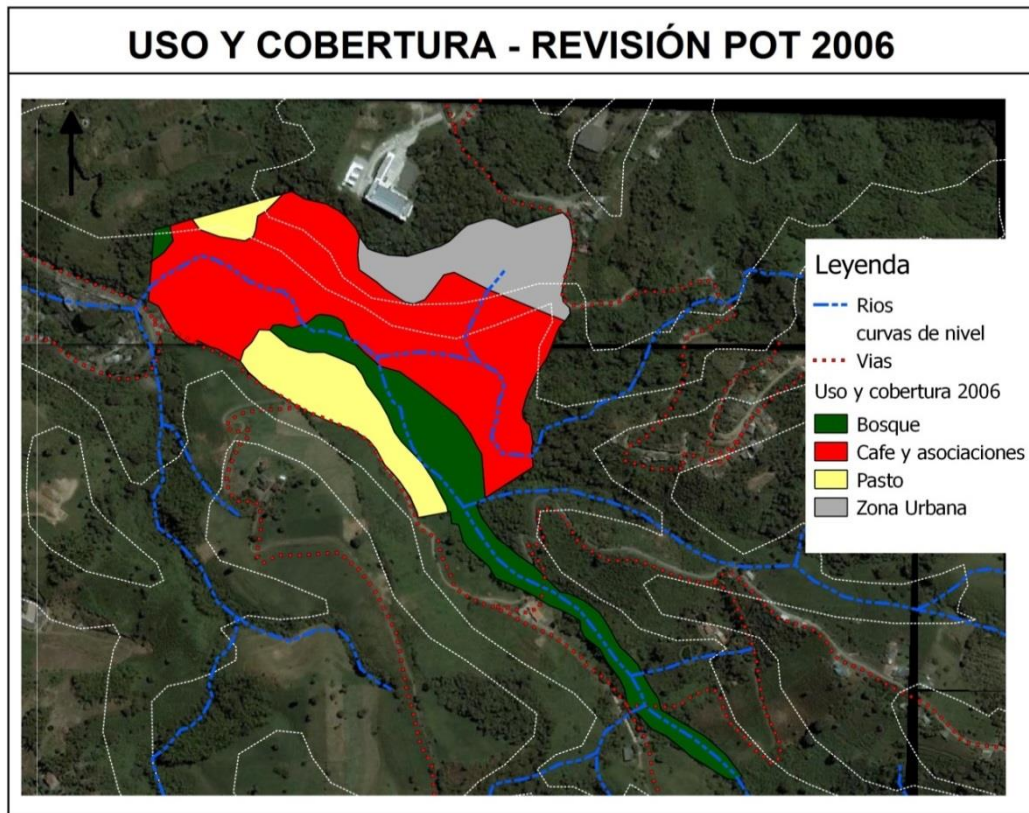 USO Y COBERTURA - REVISIÓN POT 2006
Leyenda
Rios
curvas de nivel
Vias
Uso y cobertura 2006
Bosque
Cafe y asociaciones
Pasto
Zona Urbana